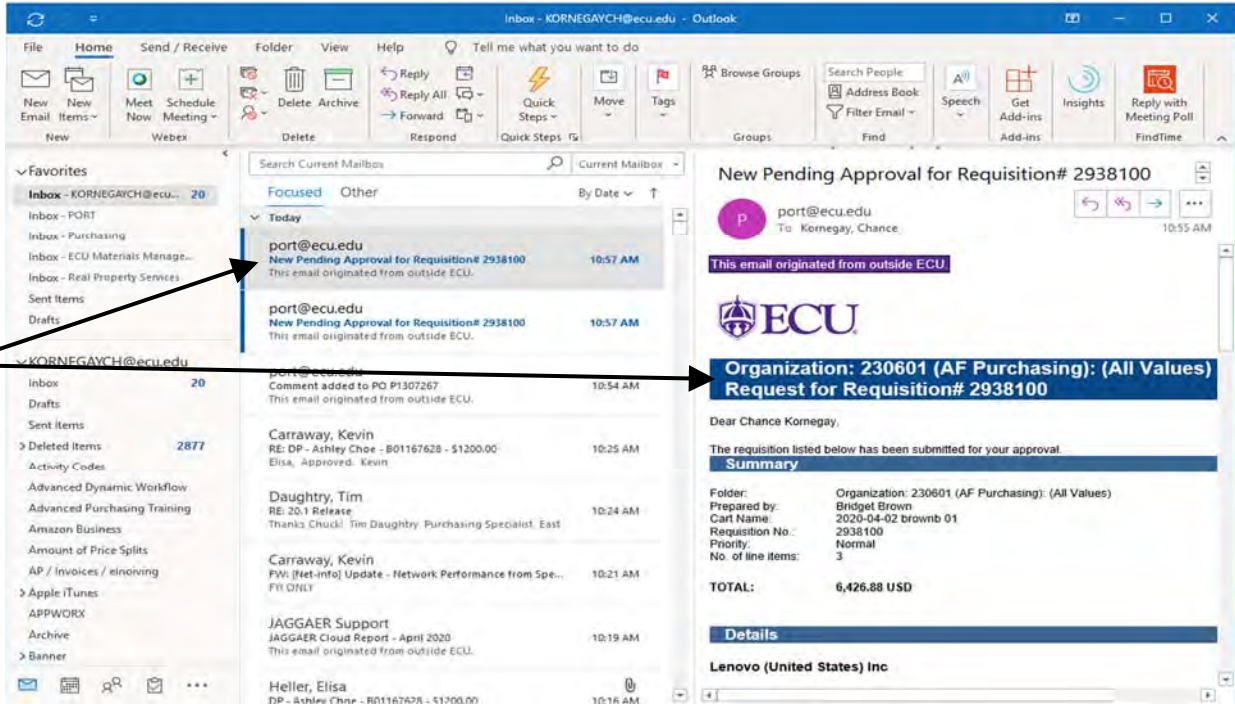 Inbox - KORNEGAYCH@ecu.edu - Outlook
File Home Send / Receive Folder View Help Tell me what you want to do
New Email
New Items
Meet Now
Schedule Meeting
Delete Archive
Reply
Reply All
Forward
Quick Steps
Move
Tags
Browse Groups
Search People
Address Book
Filter Email
Speech
Get Add-ins
Insights
Reply with Meeting Poll
New Webex Delete Respond Quick Steps Groups Find Add-ins FindTime
Favorites
Inbox - KORNEGAYCH@ecu... 20
Inbox - PORT
Inbox - Purchasing
Inbox - ECU Materials Manage...
Inbox - Real Property Services
Sent Items
Drafts
KORNEGAYCH@ecu.edu
Inbox 20
Drafts
Sent Items
Deleted Items 2877
Activity Codes
Advanced Dynamic Workflow
Advanced Purchasing Training
Amazon Business
Amount of Price Splits
AP / Invoices / einoiving
Apple iTunes
APPWORX
Archive
Banner
Search Current Mailbox Current Mailbox
Focused Other By Date
Today
port@ecu.edu
New Pending Approval for Requisition# 2938100 10:57 AM
This email originated from outside ECU.
port@ecu.edu
New Pending Approval for Requisition# 2938100 10:57 AM
This email originated from outside ECU.
port@ecu.edu
Comment added to PO P1307267 10:54 AM
This email originated from outside ECU.
Carraway, Kevin
RE: DP - Ashley Choe - B01167628 - $1200.00 10:25 AM
Elisa, Approved. Kevin
Daughtry, Tim
RE: 20.1 Release 10:24 AM
Thanks Chuck! Tim Daughtry Purchasing Specialist East
Carraway, Kevin
FW: [Net-info] Update - Network Performance from Spe... 10:21 AM
FYI ONLY
JAGGAER Support
JAGGAER Cloud Report - April 2020 10:19 AM
This email originated from outside ECU.
Heller, Elisa
DP - Ashley Choe - B01167628 - $1200.00 10:16 AM
New Pending Approval for Requisition# 2938100
P
port@ecu.edu
To Kornegay, Chance
10:55 AM
This email originated from outside ECU.
ECU
Organization: 230601 (AF Purchasing): (All Values)
Request for Requisition# 2938100
Dear Chance Kornegay,
The requisition listed below has been submitted for your approval.
Summary
Folder: Organization: 230601 (AF Purchasing): (All Values)
Prepared by: Bridget Brown
Cart Name: 2020-04-02 brownb 01
Requisition No.: 2938100
Priority: Normal
No. of line items: 3
TOTAL: 6,426.88 USD
Details
Lenovo (United States) Inc